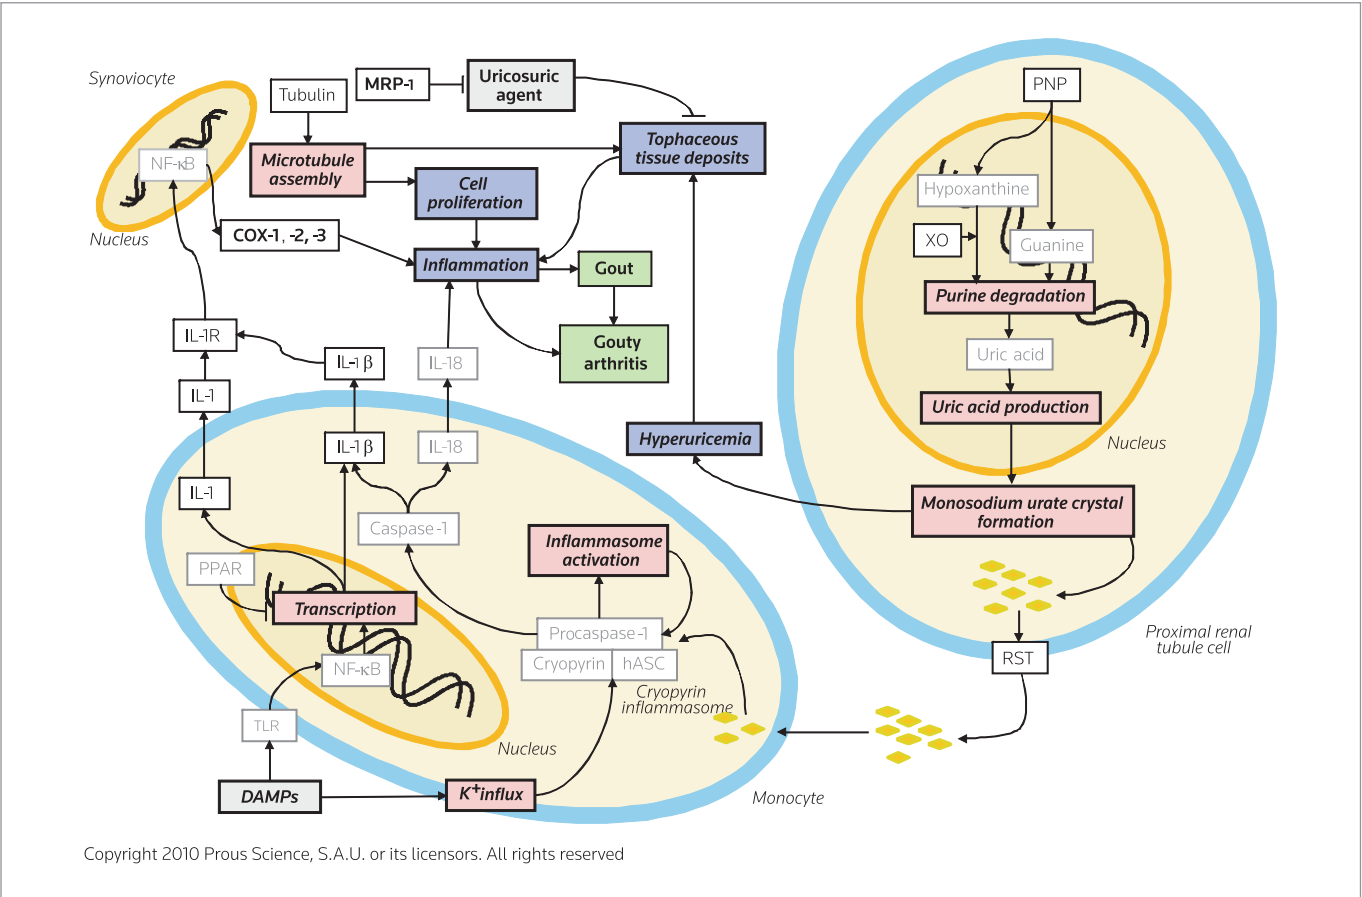 Synoviocyte
NF-κB
Nucleus
Tubulin
MRP-1
Uricosuric
agent
Microtubule
assembly
Cell
proliferation
Tophaceous
tissue deposits
COX-1, -2, -3
Inflammation
Gout
Gouty
arthritis
IL-1R
IL-1 β
IL-18
IL-1
IL-1 β
IL-18
IL-1
Caspase-1
Hyperuricemia
PPAR
Transcription
NF-κB
TLR
Nucleus
DAMPs
K+influx
Inflammasome
activation
Procaspase-1
Cryopyrin
hASC
Cryopyrin
inflammasome
Monocyte
PNP
Hypoxanthine
XO
Guanine
Purine degradation
Uric acid
Uric acid production
Nucleus
Monosodium urate crystal
formation
RST
Proximal renal
tubule cell
Copyright 2010 Prous Science, S.A.U. or its licensors. All rights reserved